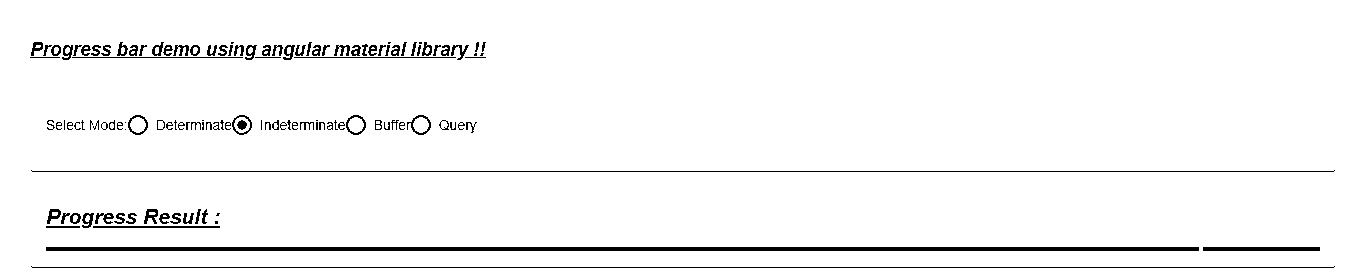 Progress bar demo using angular material library !!
Select Mode: Determinate Indeterminate Buffer Query
Progress Result :